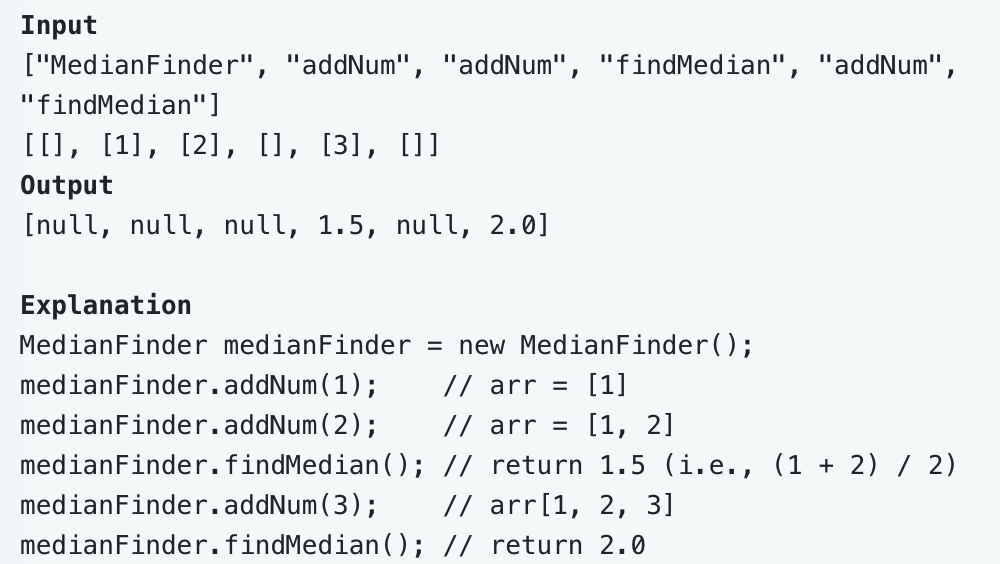 Input
["MedianFinder", "addNum", "addNum", "findMedian", "addNum",
"findMedian"]
[[], [1], [2], [], [3], []]
Output
[null, null, null, 1.5, null, 2.0]
Explanation
MedianFinder medianFinder = new MedianFinder();
medianFinder.addNum(1);    // arr = [1]
medianFinder.addNum(2);    // arr = [1, 2]
medianFinder.findMedian(); // return 1.5 (i.e., (1 + 2) / 2)
medianFinder.addNum(3);    // arr[1, 2, 3]
medianFinder.findMedian(); // return 2.0